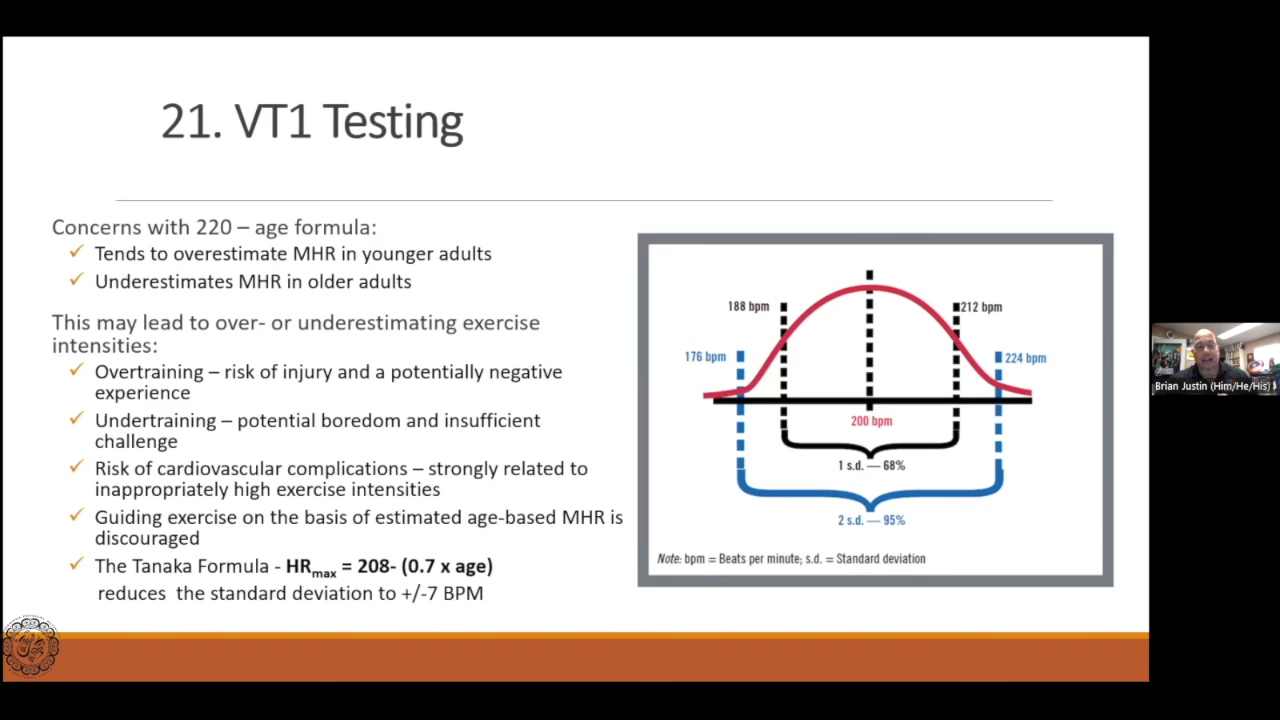 21. VT1 Testing
Concerns with 220 – age formula:
✓ Tends to overestimate MHR in younger adults
✓ Underestimates MHR in older adults
This may lead to over- or underestimating exercise
intensities:
✓ Overtraining – risk of injury and a potentially negative
experience
✓ Undertraining – potential boredom and insufficient
challenge
✓ Risk of cardiovascular complications – strongly related to
inappropriately high exercise intensities
✓ Guiding exercise on the basis of estimated age-based MHR is
discouraged
✓ The Tanaka Formula - HRmax = 208- (0.7 x age)
reduces the standard deviation to +/-7 BPM
188 bpm
212 bpm
176 bpm
224 bpm
200 bpm
1 s.d. — 68%
2 s.d. — 95%
Note: bpm = Beats per minute; s.d. = Standard deviation
Brian Justin (Him/He/His)